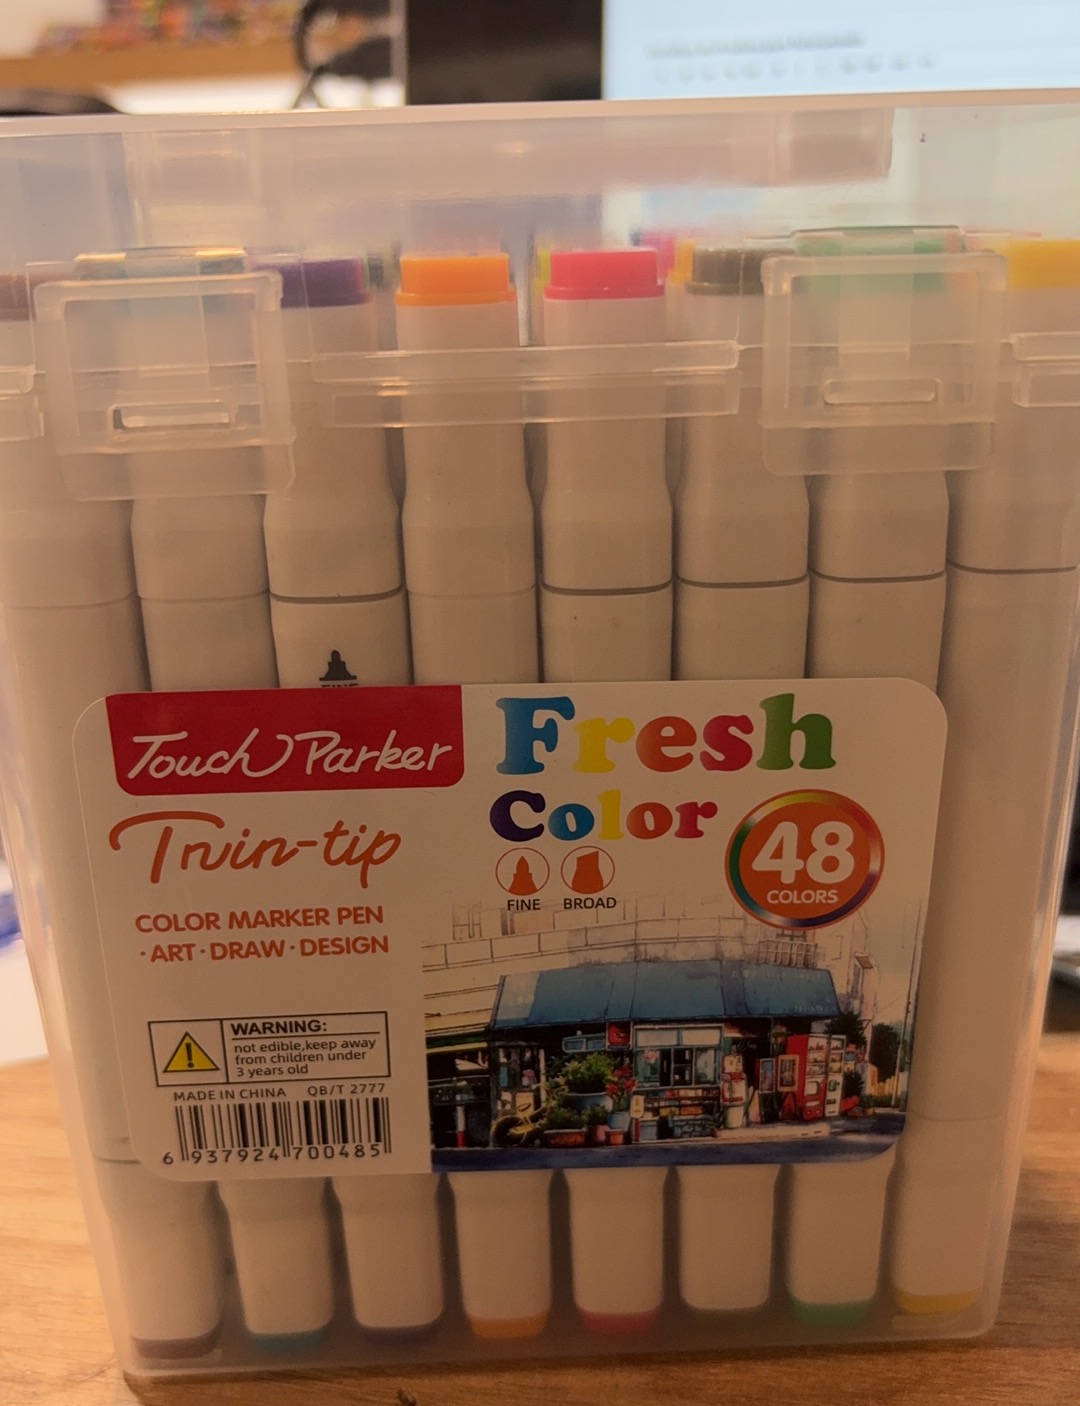 FINE
Touch Parker
Fresh
Color
Twin-tip
48
COLORS
FINE
BROAD
COLOR MARKER PEN
·ART·DRAW·DESIGN
WARNING:
not edible,keep away
from children under
3 years old
MADE IN CHINA QB/T 2777
6 937924 700485